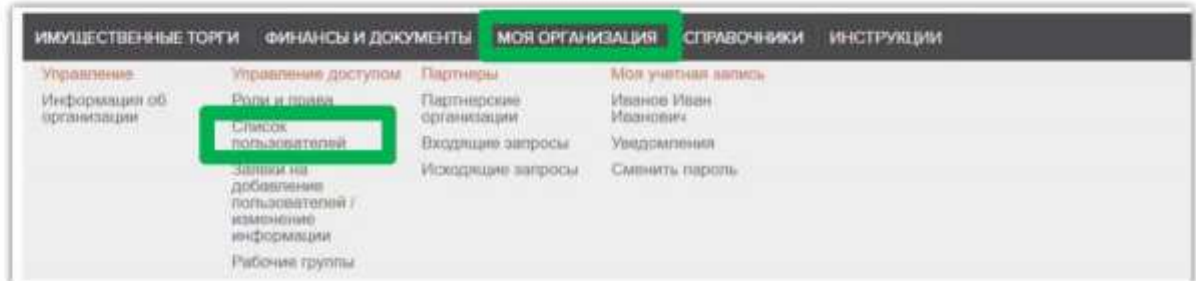 ИМУЩЕСТВЕННЫЕ ТОРГИ ФИНАНСЫ И ДОКУМЕНТЫ МОЯ ОРГАНИЗАЦИЯ СПРАВОЧНИКИ ИНСТРУКЦИИ
Управление
Информация об
организации
Управление доступом
Роли и права
Список
пользователей
Заявки на
добавление
пользователей /
изменение
информации
Рабочие группы
Партнеры
Партнерские
организации
Входящие запросы
Исходящие запросы
Моя учетная запись
Иванов Иван
Иванович
Уведомления
Сменить пароль